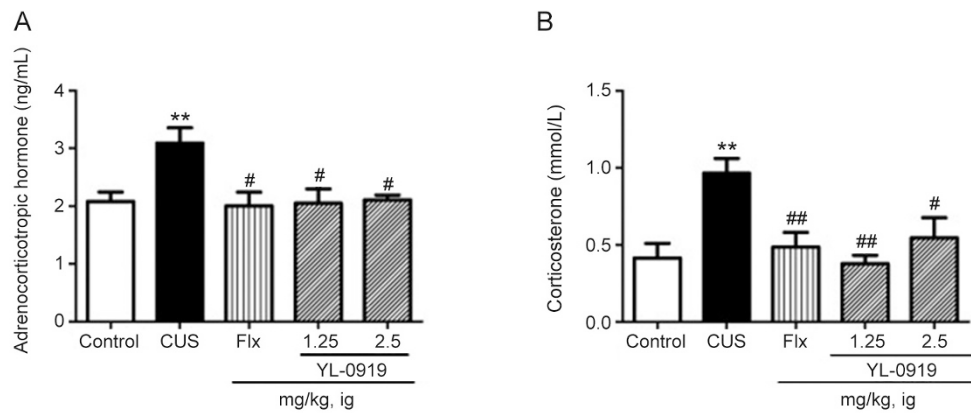 A
Adrenocorticotropic hormone (ng/mL)
4
3
2
1
0
**
#
#
#
Control CUS Flx 1.25 2.5
YL-0919
mg/kg, ig
B
Corticosterone (mmol/L)
1.5
1.0
0.5
0.0
**
##
##
#
Control CUS Flx 1.25 2.5
YL-0919
mg/kg, ig